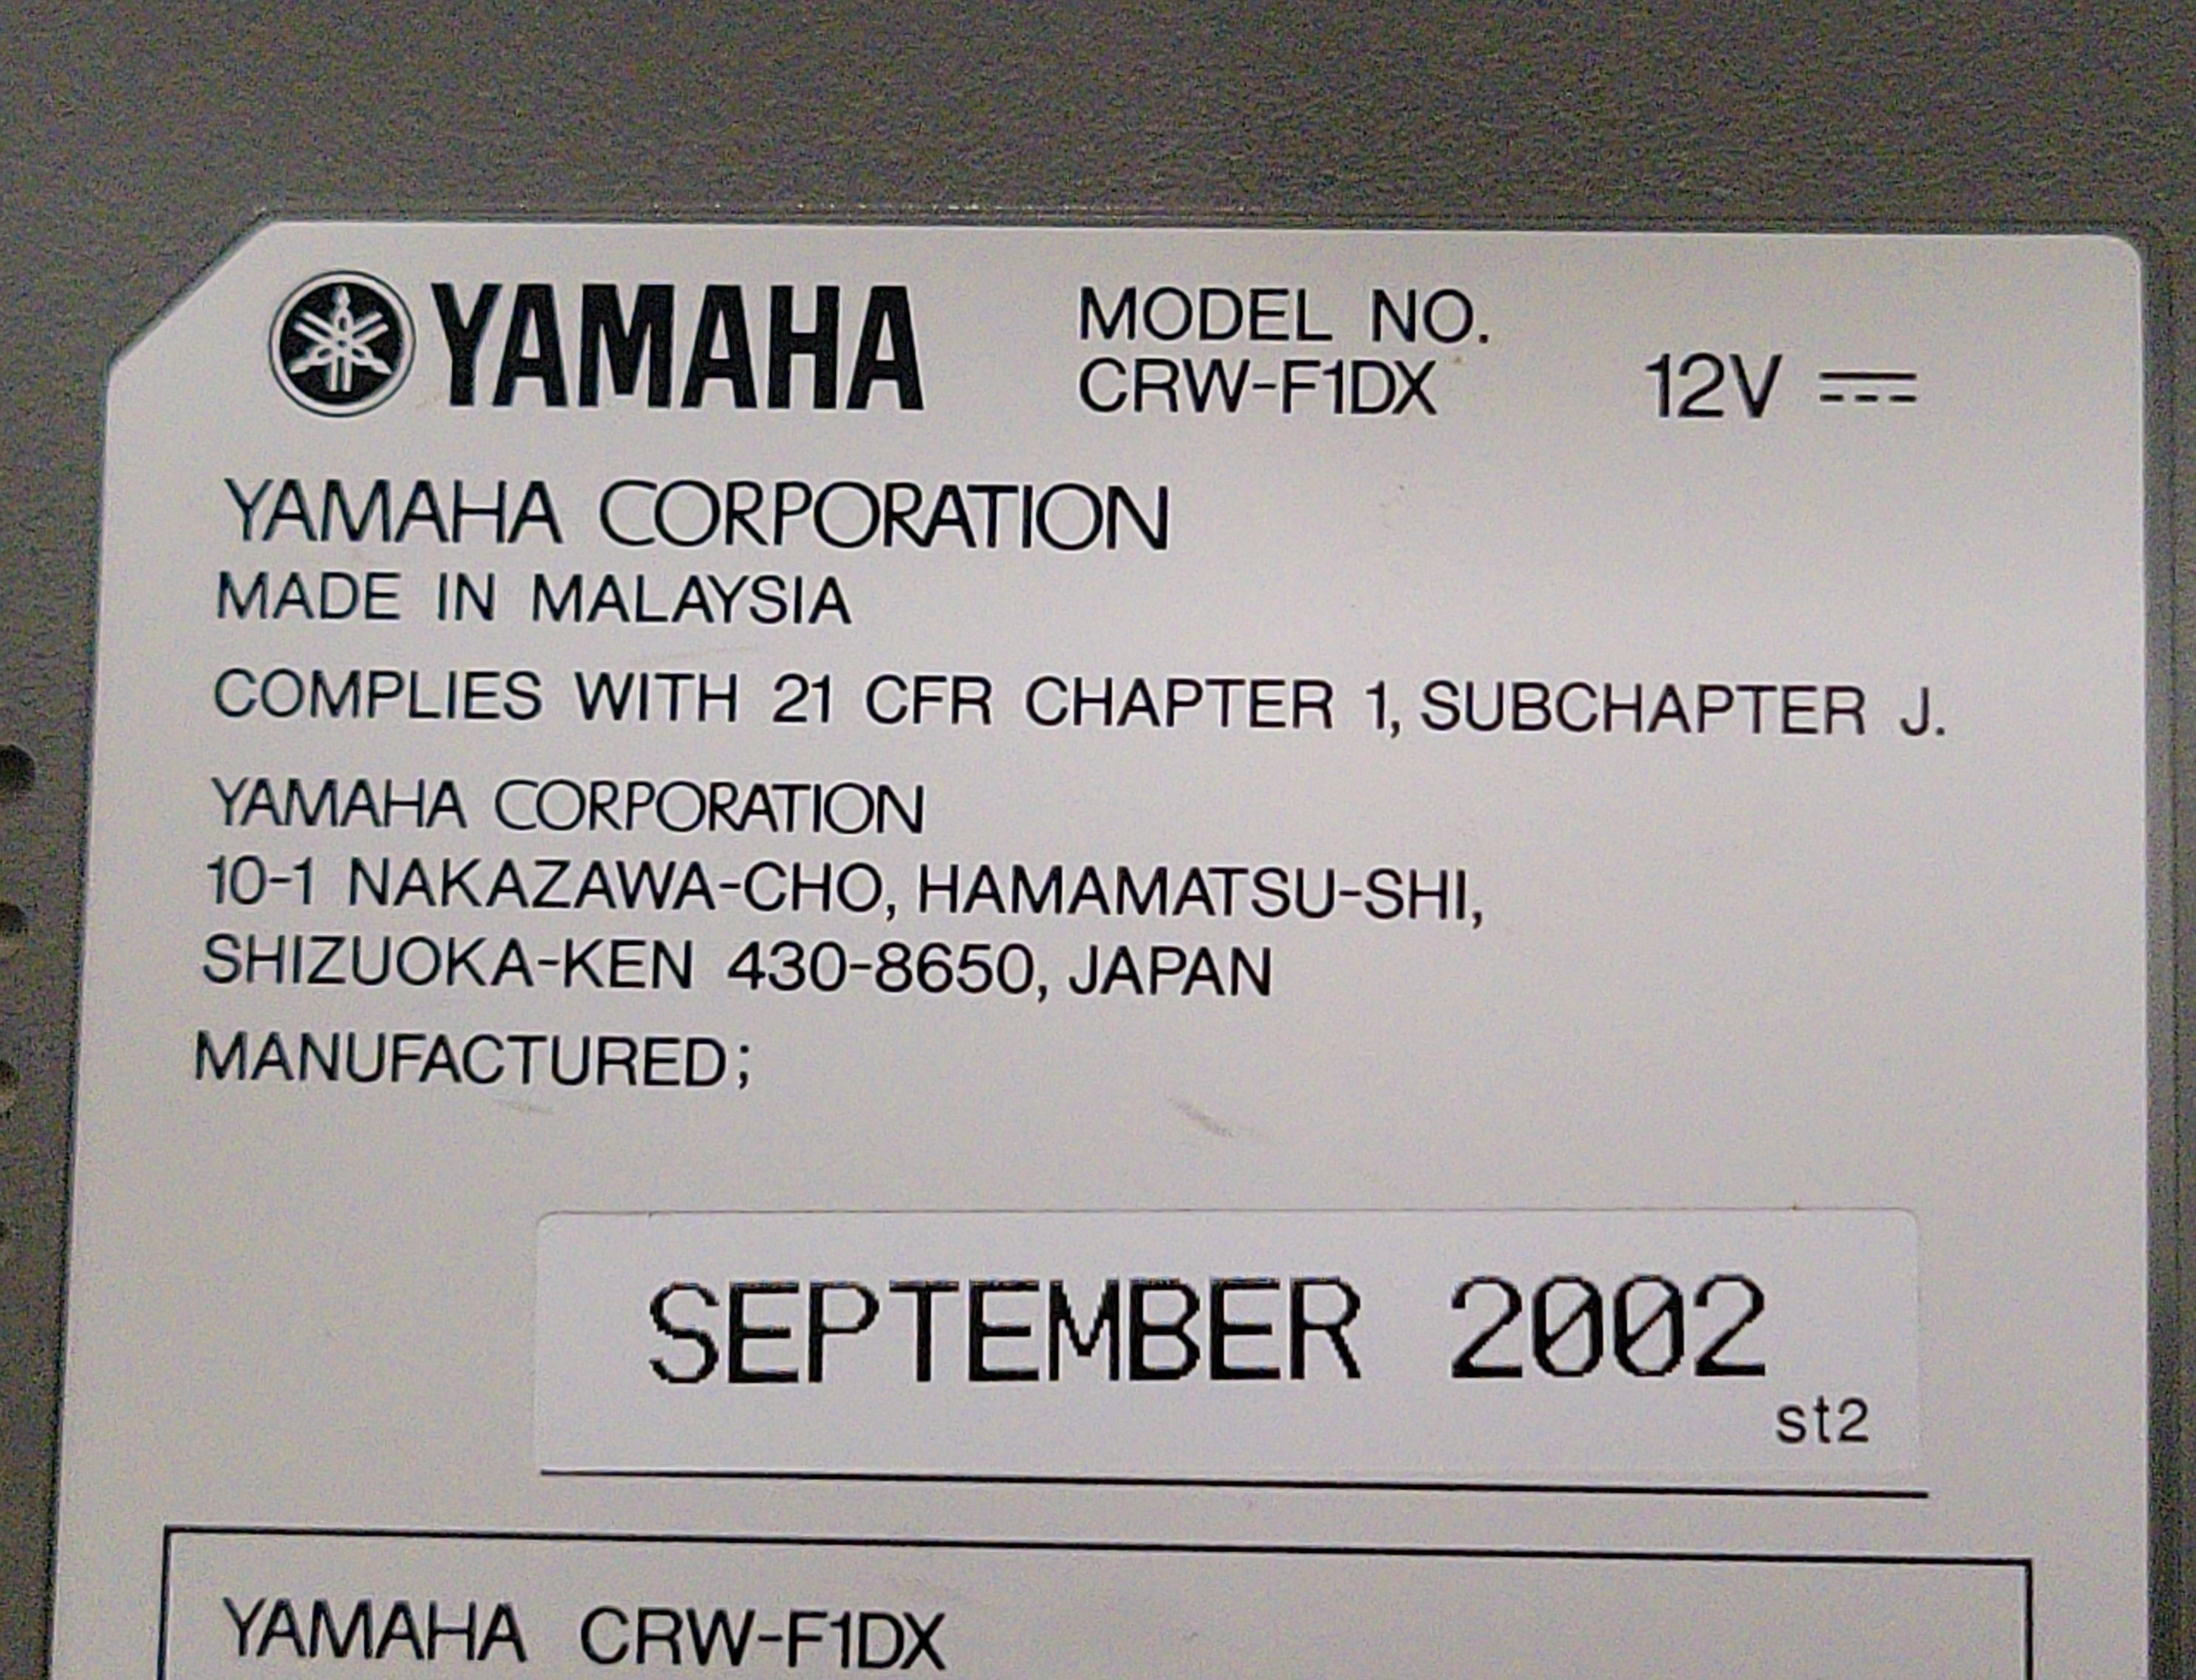 YAMAHA
MODEL NO.
CRW-F1DX
12V
YAMAHA CORPORATION
MADE IN MALAYSIA
COMPLIES WITH 21 CFR CHAPTER 1, SUBCHAPTER J.
YAMAHA CORPORATION
10-1 NAKAZAWA-CHO, HAMAMATSU-SHI,
SHIZUOKA-KEN 430-8650, JAPAN
MANUFACTURED;
SEPTEMBER 2002
st2
YAMAHA CRW-F1DX